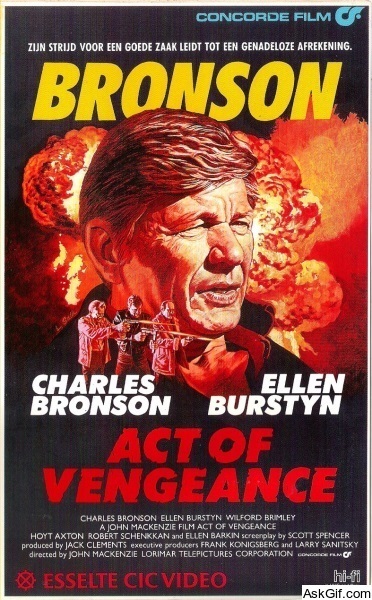 CONCORDE FILM
ZIJN STRIJD VOOR EEN GOEDE ZAAK LEIDT TOT EEN GENADELOZE AFREKENING.
BRONSON
CHARLES BRONSON
ELLEN BURSTYN
ACT OF
VENGEANCE
CHARLES BRONSON ELLEN BURSTYN WILFORD BRIMLEY
A JOHN MACKENZIE FILM ACT OF VENGEANCE
HOYT AXTON ROBERT SCHENKKAN and ELLEN BARKIN screenplay by SCOTT SPENCER
produced by JACK CLEMENTS executive producers FRANK KONIGSBERG and LARRY SANITSKY
directed by JOHN MACKENZIE LORIMAR TELEPICTURES CORPORATION CONCORDE FILM
ESSELTE CIC VIDEO
hi-fi
AskGif.com